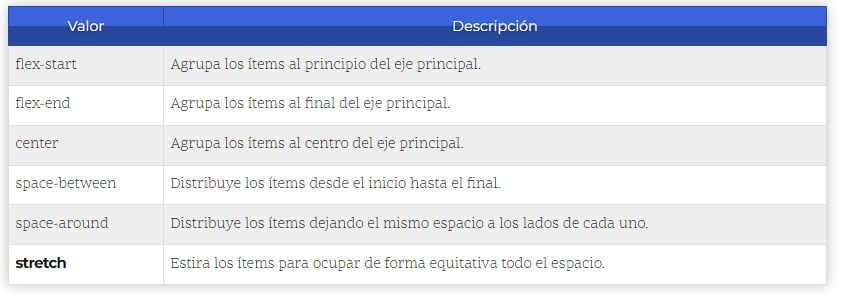 Valor Descripción
flex-start Agrupa los ítems al principio del eje principal.
flex-end Agrupa los ítems al final del eje principal.
center Agrupa los ítems al centro del eje principal.
space-between Distribuye los ítems desde el inicio hasta el final.
space-around Distribuye los ítems dejando el mismo espacio a los lados de cada uno.
stretch Estira los ítems para ocupar de forma equitativa todo el espacio.